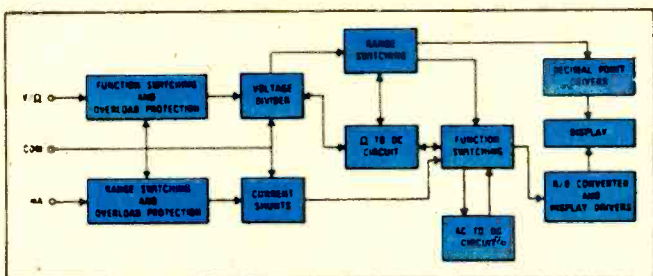 RANGE
SWITCHING
V/Ω
FUNCTION SWITCHING
AND
OVERLOAD PROTECTION
VOLTAGE
DIVIDER
DECIMAL POINT
DRIVERS
COM
Ω TO DC
CIRCUIT
FUNCTION
SWITCHING
DISPLAY
mA
RANGE SWITCHING
AND
OVERLOAD PROTECTION
CURRENT
SHUNTS
A/D CONVERTER
AND
DISPLAY DRIVERS
AC TO DC
CIRCUIT